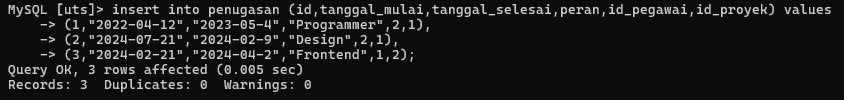 MySQL [uts]> insert into penugasan (id,tanggal_mulai,tanggal_selesai,peran,id_pegawai,id_proyek) values
    -> (1,"2022-04-12","2023-05-4","Programmer",2,1),
    -> (2,"2024-07-21","2024-02-9","Design",2,1),
    -> (3,"2024-02-21","2024-04-2","Frontend",1,2);
Query OK, 3 rows affected (0.005 sec)
Records: 3  Duplicates: 0  Warnings: 0